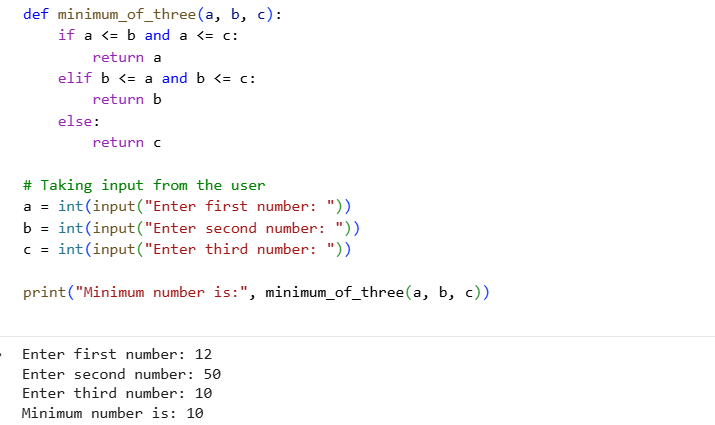 def minimum_of_three(a, b, c):
    if a <= b and a <= c:
        return a
    elif b <= a and b <= c:
        return b
    else:
        return c

# Taking input from the user
a = int(input("Enter first number: "))
b = int(input("Enter second number: "))
c = int(input("Enter third number: "))

print("Minimum number is:", minimum_of_three(a, b, c))

Enter first number: 12
Enter second number: 50
Enter third number: 10
Minimum number is: 10